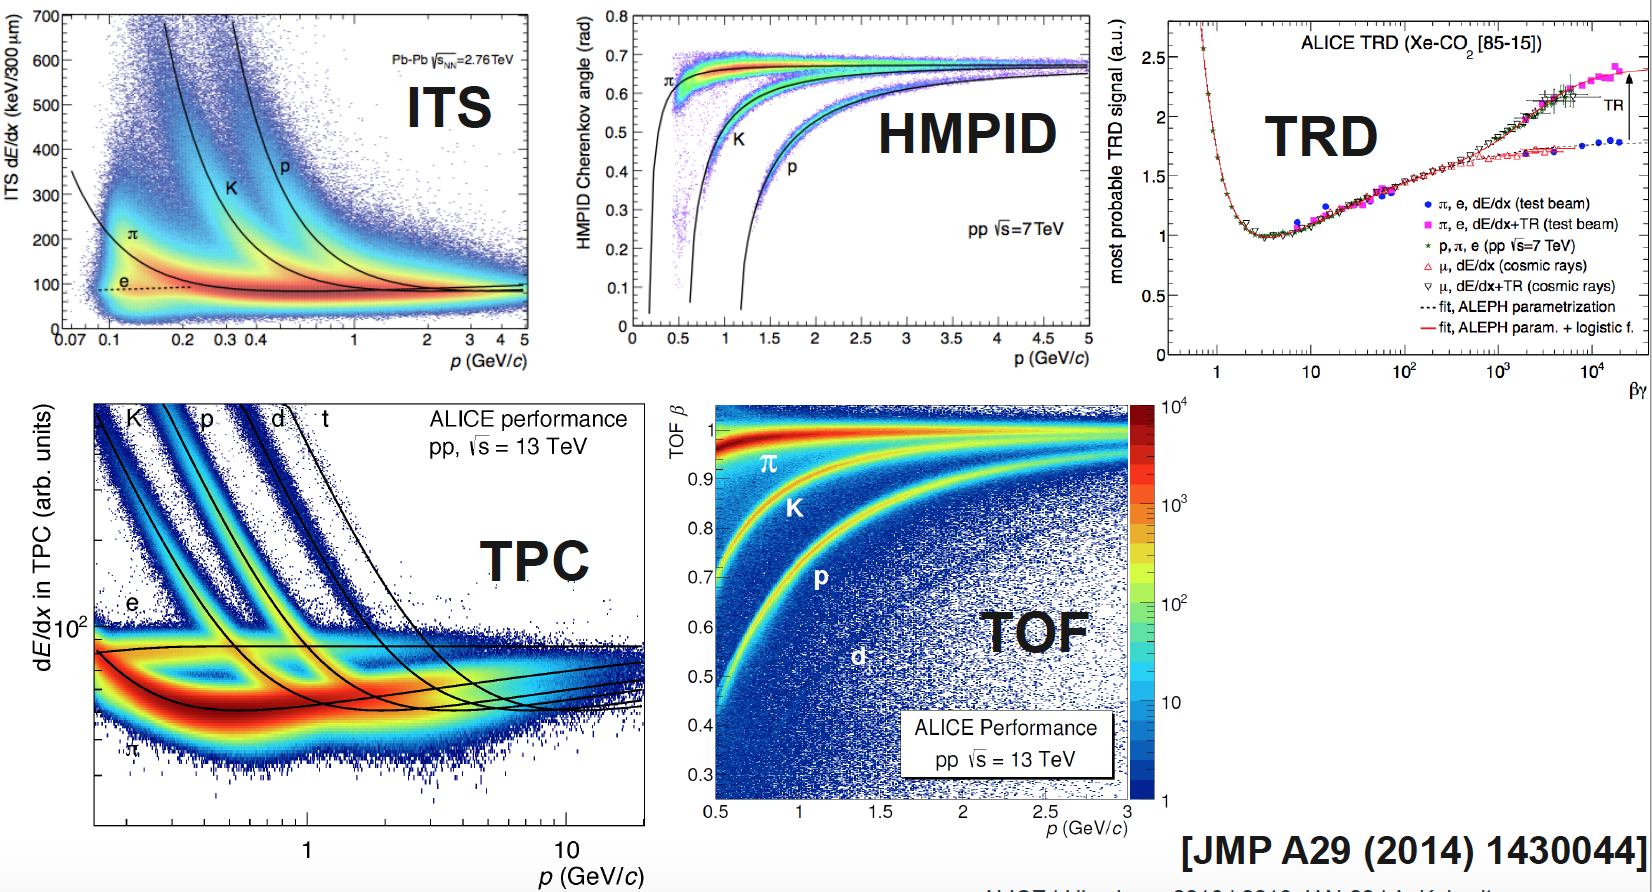 ITS dE/dx (keV/300 μm)
700
600
500
400
300
200
100
0
Pb-Pb √sNN=2.76TeV
ITS
π
e
K
p
0.07 0.1 0.2 0.3 0.4 1 2 3 4 5
p (GeV/c)
HMPID Cherenkov angle (rad)
0.8
0.7
0.6
0.5
0.4
0.3
0.2
0.1
0
π
K
p
HMPID
pp √s=7 TeV
0 0.5 1 1.5 2 2.5 3 3.5 4 4.5 5
p (GeV/c)
most probable TRD signal (a.u.)
2.5
2
1.5
1
0.5
0
ALICE TRD (Xe-CO2 [85-15])
TRD
TR
π, e, dE/dx (test beam)
π, e, dE/dx+TR (test beam)
p, π, e (pp √s=7 TeV)
μ, dE/dx (cosmic rays)
μ, dE/dx+TR (cosmic rays)
fit, ALEPH parametrization
fit, ALEPH param. + logistic f.
1 10 10² 10³ 10⁴
βγ
dE/dx in TPC (arb. units)
10²
K p d t
ALICE performance
pp, √s = 13 TeV
TPC
e
π
1 10
p (GeV/c)
TOF β
1
0.9
0.8
0.7
0.6
0.5
0.4
0.3
π
K
p
d
TOF
ALICE Performance
pp √s = 13 TeV
0.5 1 1.5 2 2.5 3
p (GeV/c)
10⁴
10³
10²
10
1
[JMP A29 (2014) 1430044]